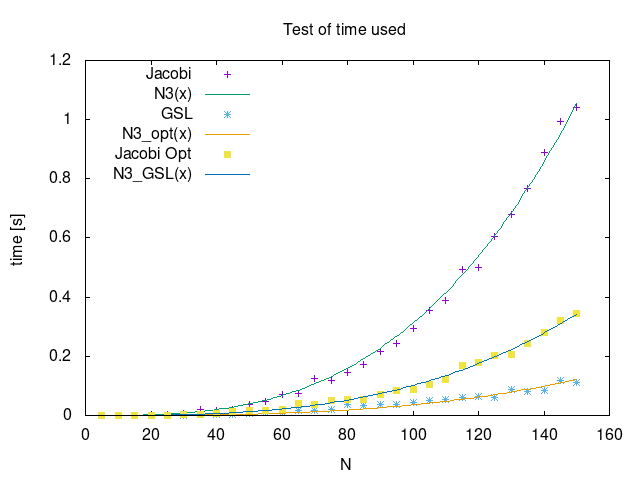 Test of time used
1.2
1
0.8
0.6
0.4
0.2
0
time [s]
Jacobi
N3(x)
GSL
N3_opt(x)
Jacobi Opt
N3_GSL(x)
0 20 40 60 80 100 120 140 160
N